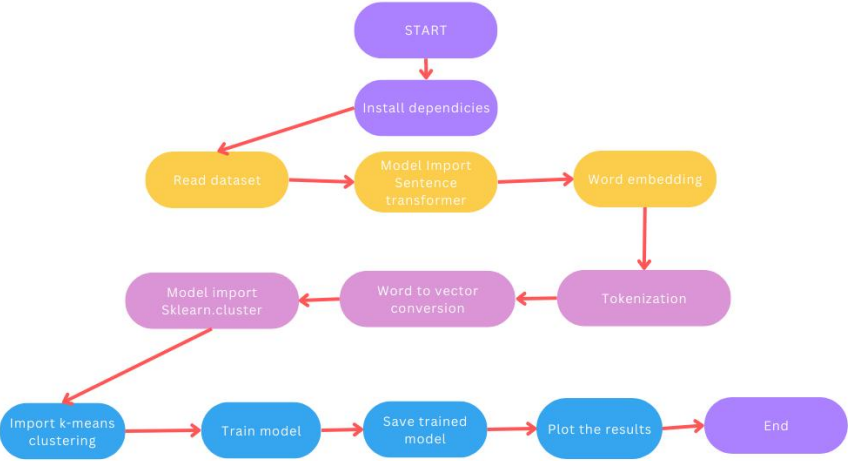 START
Install dependicies
Read dataset
Model Import
Sentence
transformer
Word embedding
Tokenization
Word to vector
conversion
Model import
Sklearn.cluster
Import k-means
clustering
Train model
Save trained
model
Plot the results
End